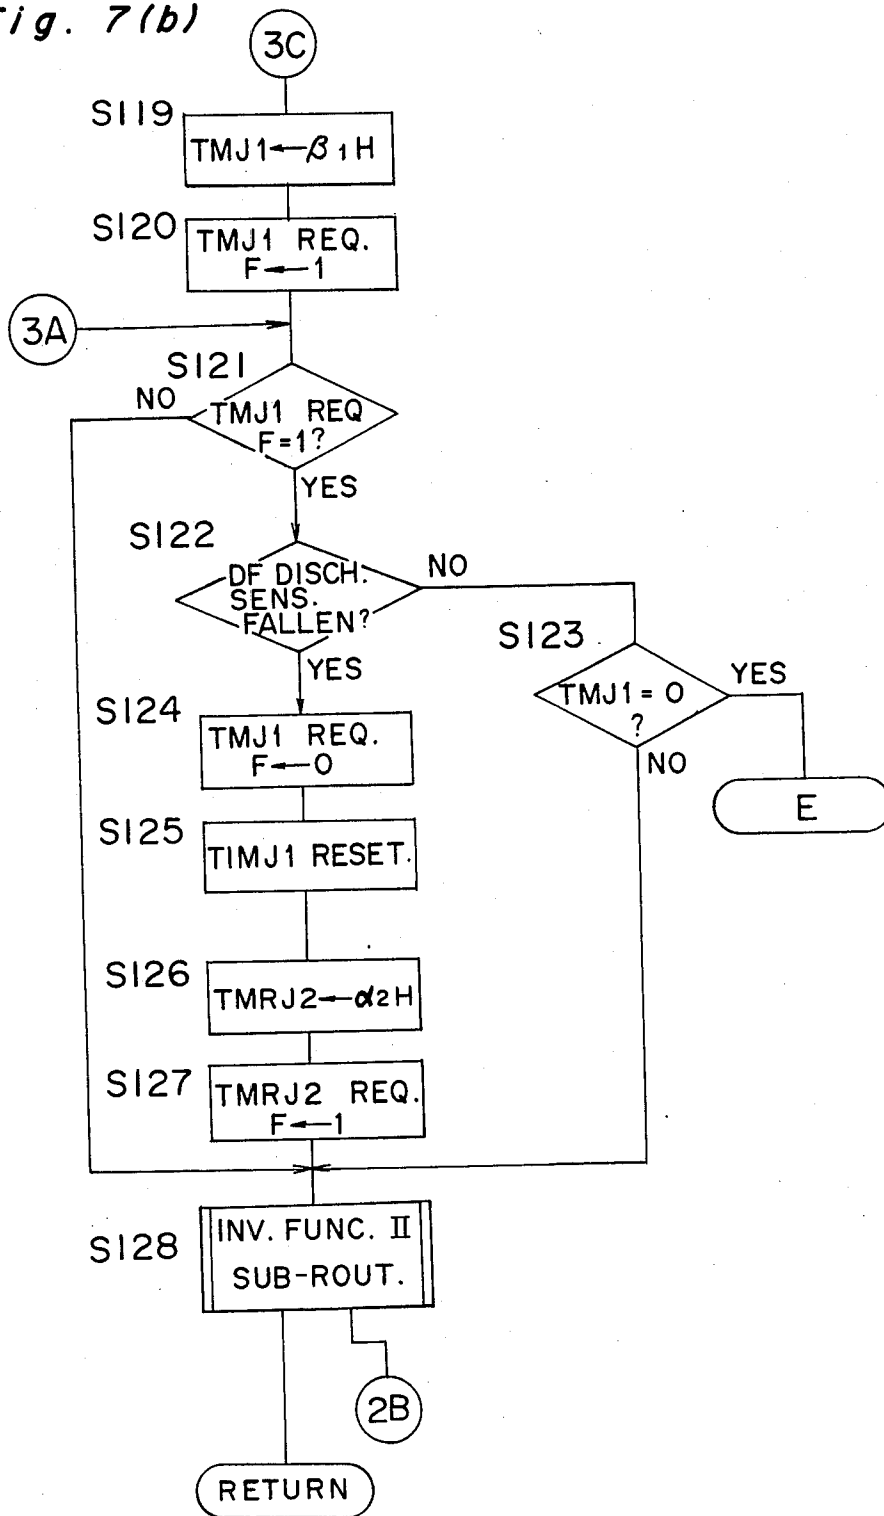 Fig. 7(b)
3C
S119
TMJ1←β1H
S120
TMJ1 REQ.
F←1
3A
S121
NO
TMJ1 REQ
F=1?
YES
S122
DF DISCH.
SENS.
FALLEN?
NO
YES
S123
TMJ1=0
?
YES
NO
E
S124
TMJ1 REQ.
F←0
S125
TIMJ1 RESET.
S126
TMRJ2←α2H
S127
TMRJ2 REQ.
F←1
S128
INV. FUNC. II
SUB-ROUT.
2B
RETURN